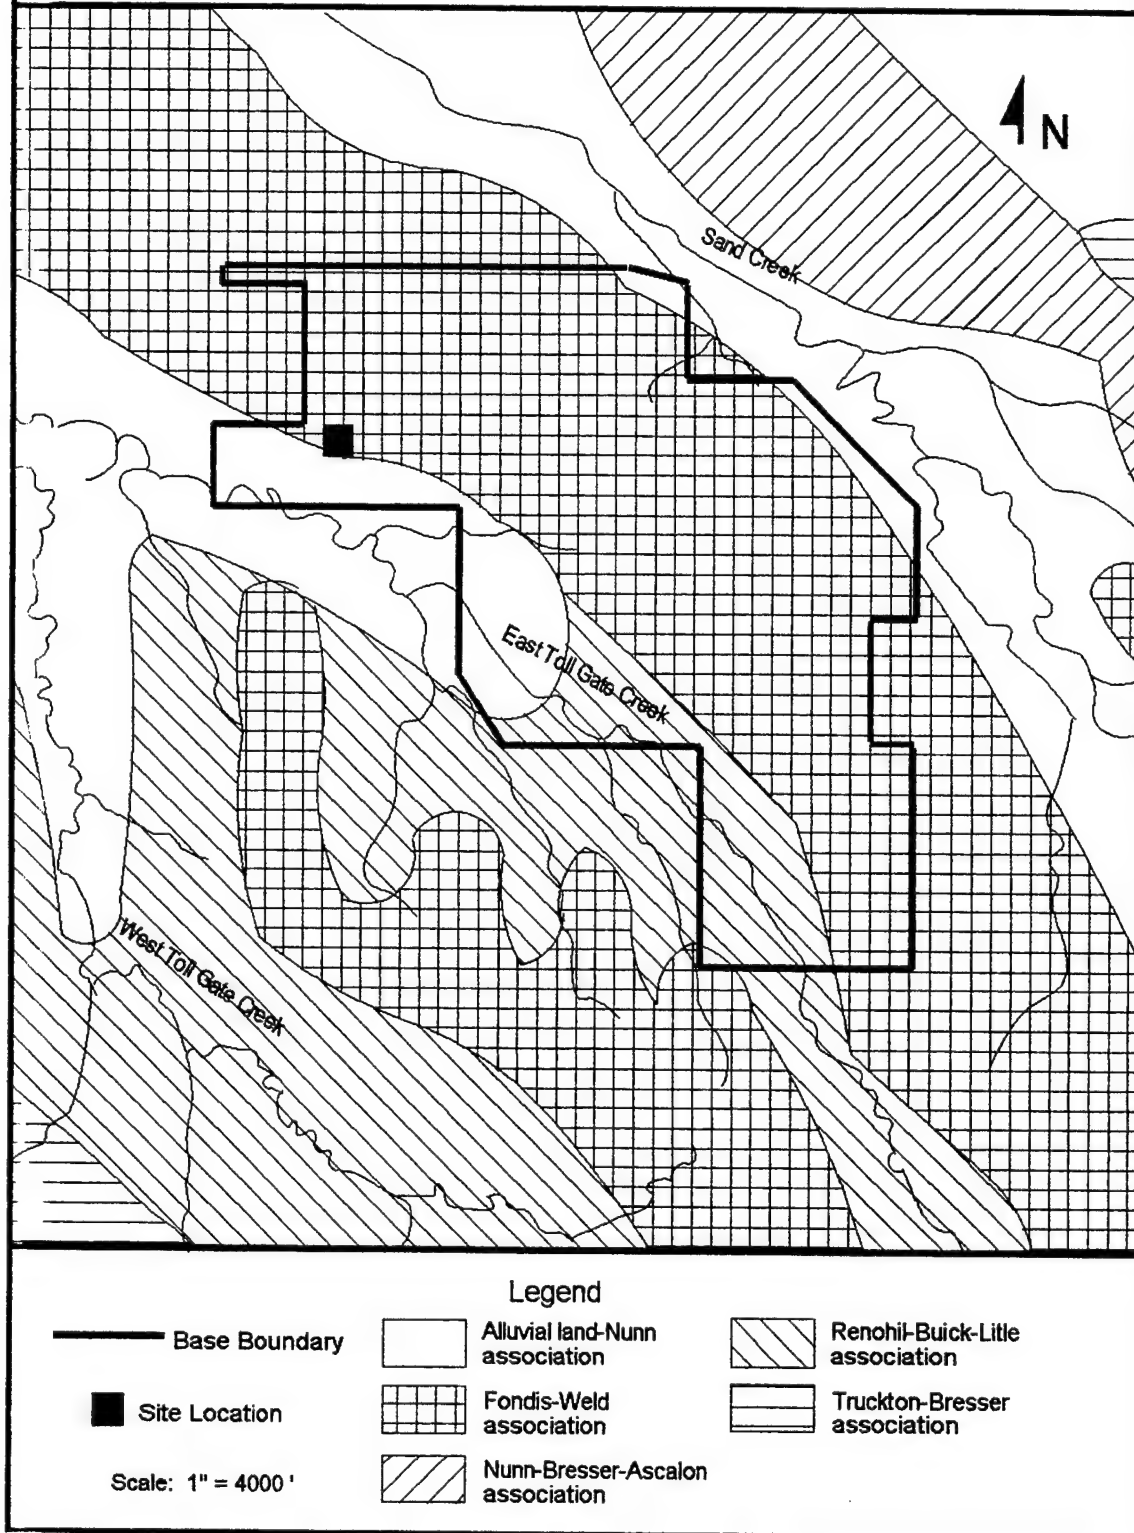 N
Sand Creek
East Toll Gate Creek
West Toll Gate Creek
Legend
Base Boundary
Site Location
Scale: 1" = 4000 '
Alluvial land-Nunn
association
Fondis-Weld
association
Nunn-Bresser-Ascalon
association
Renohil-Buick-Litle
association
Truckton-Bresser
association